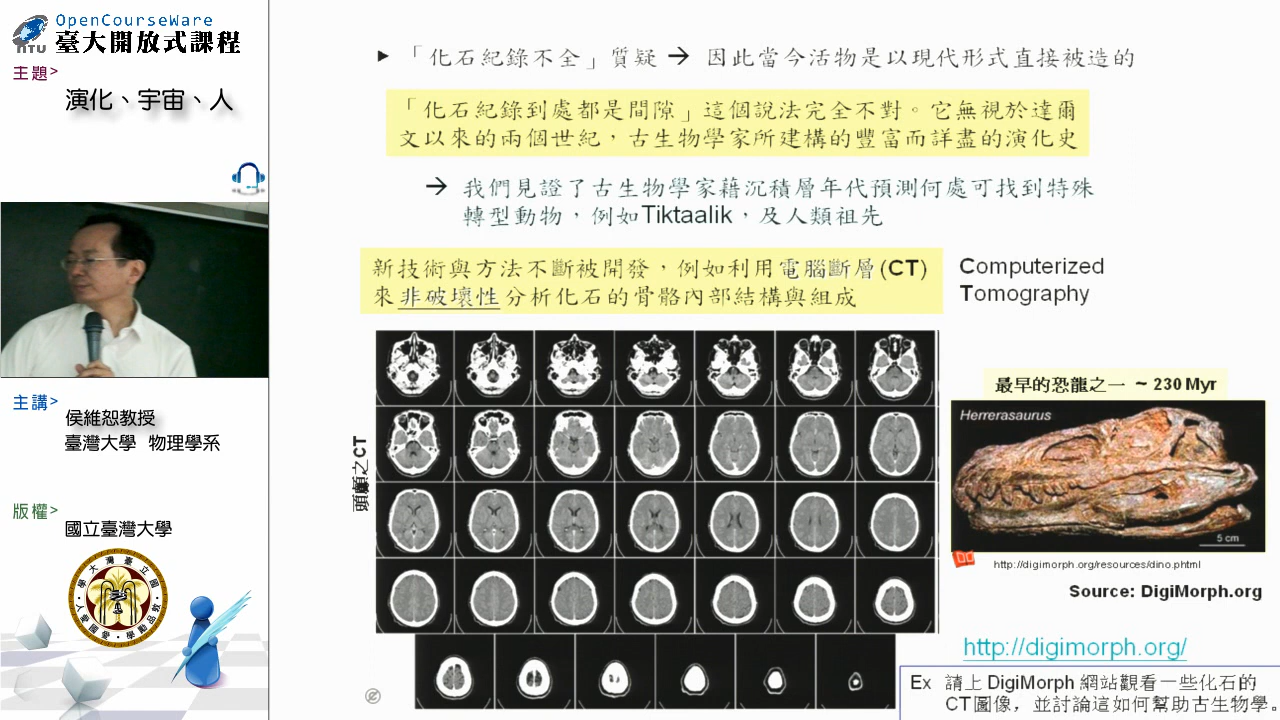 OpenCourseWare
NTU
臺大開放式課程
主題>
演化、宇宙、人
主講>
侯維恕教授
臺灣大學 物理學系
版權>
國立臺灣大學
「化石紀錄不全」質疑 → 因此當今活物是以現代形式直接被造的
「化石紀錄到處都是間隙」這個說法完全不對。它無視於達爾
文以來的兩個世紀，古生物學家所建構的豐富而詳盡的演化史
→ 我們見證了古生物學家藉沉積層年代預測何處可找到特殊
轉型動物，例如Tiktaalik，及人類祖先
新技術與方法不斷被開發，例如利用電腦斷層(CT)
來非破壞性分析化石的骨骼內部結構與組成
Computerized
Tomography
頭顱之CT
最早的恐龍之一 ~ 230 Myr
Herrerasaurus
5 cm
http://digimorph.org/resources/dino.phtml
Source: DigiMorph.org
http://digimorph.org/
Ex 請上 DigiMorph 網站觀看一些化石的
CT圖像，並討論這如何幫助古生物學。